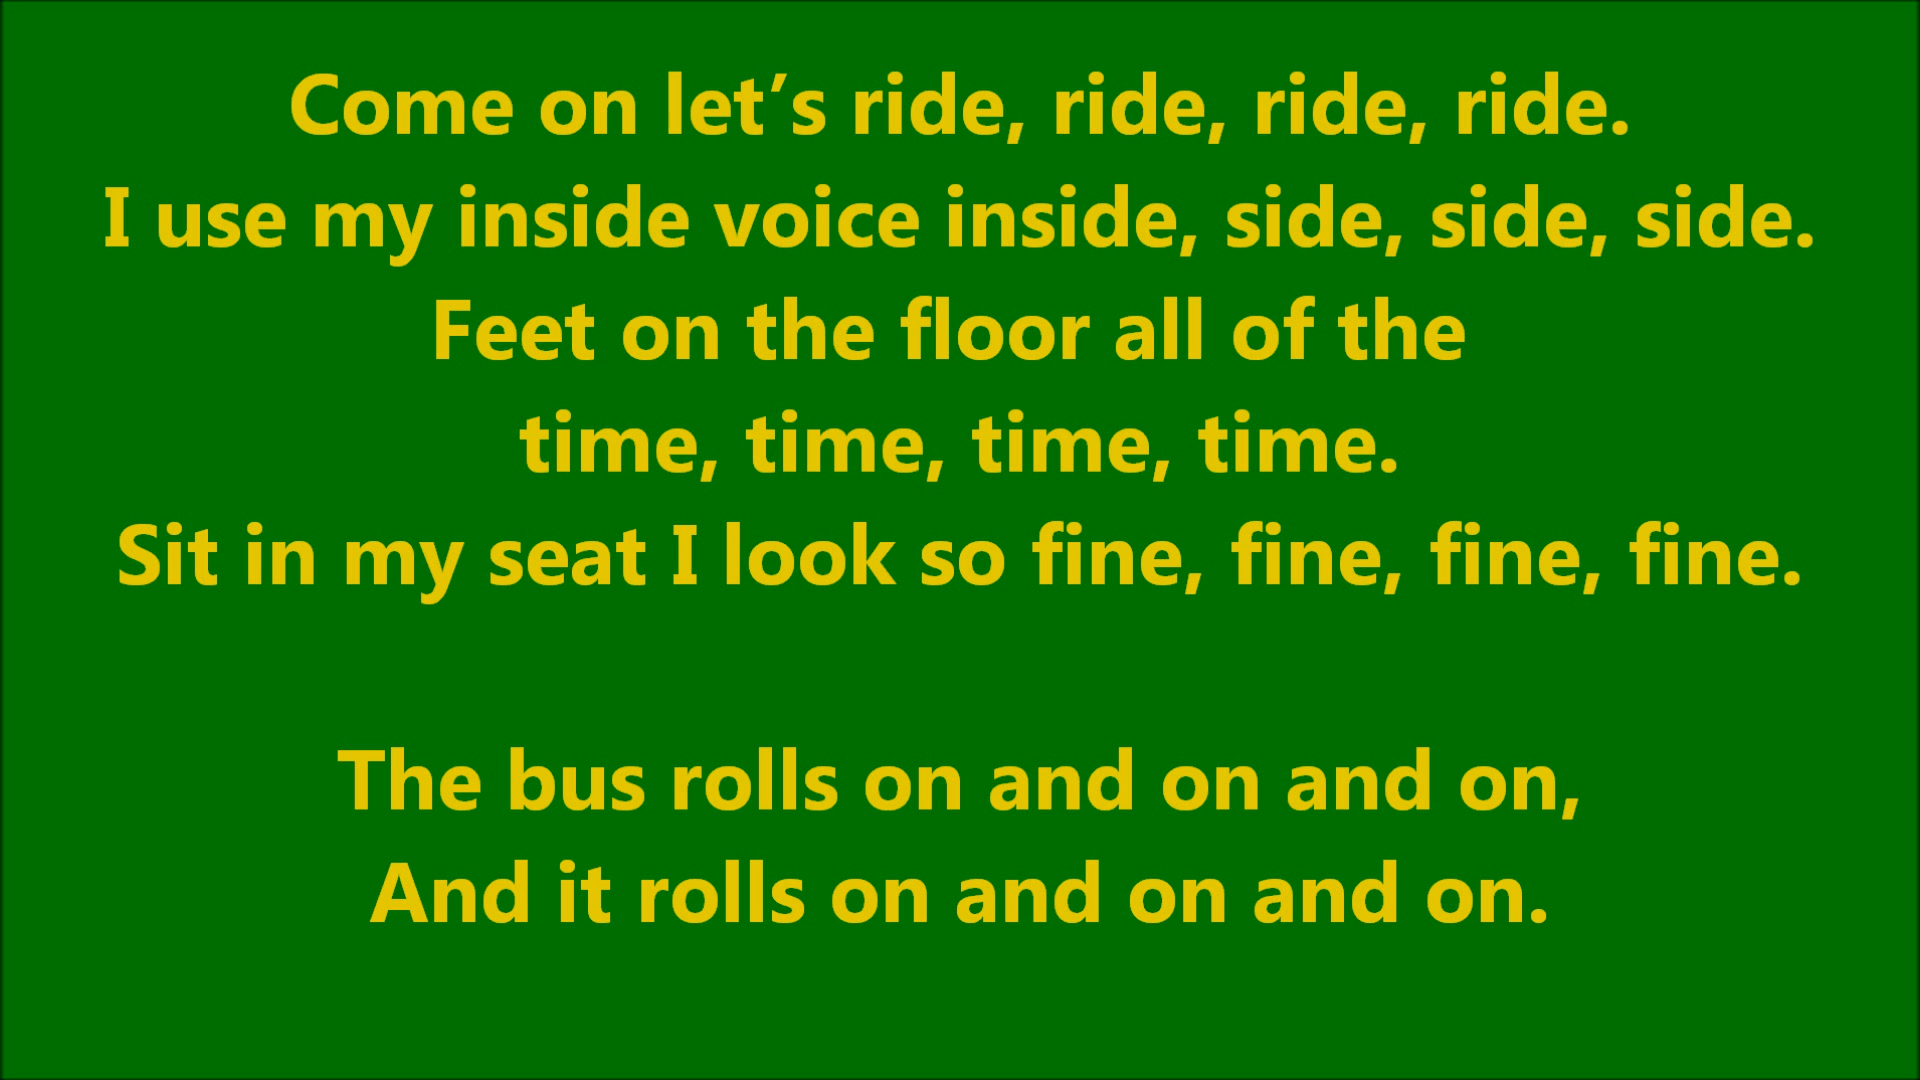 Come on let’s ride, ride, ride, ride.
I use my inside voice inside, side, side, side.
Feet on the floor all of the
time, time, time, time.
Sit in my seat I look so fine, fine, fine, fine.
The bus rolls on and on and on,
And it rolls on and on and on.